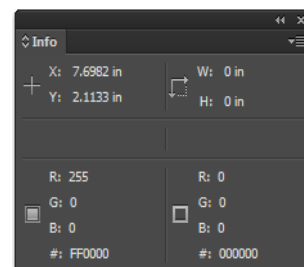 Info
X: 7.6982 in W: 0 in
Y: 2.1133 in H: 0 in
R: 255 R: 0
G: 0 G: 0
B: 0 B: 0
#: FF0000 #: 000000